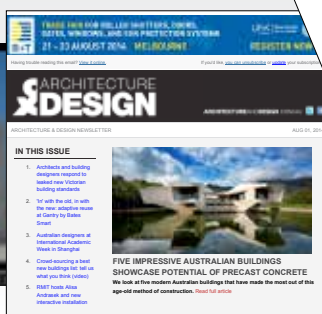 TRADE FAIR FOR ROLLER SHUTTERS, DOORS,
GATES, WINDOWS, AND SUN PROTECTION SYSTEMS
21 – 23 AUGUST 2014 MELBOURNE
REGISTER NOW
Having trouble reading this email? View it online.
If you'd like, you can unsubscribe or update your subscription
ARCHITECTURE
&DESIGN
ARCHITECTURE & DESIGN NEWSLETTER
AUG 01, 201
IN THIS ISSUE
1. Architects and building
designers respond to
leaked new Victorian
building standards
2. 'In' with the old, in with
the new: adaptive reuse
at Gantry by Bates
Smart
3. Australian designers at
International Academic
Week in Shanghai
4. Crowd-sourcing a best
new buildings list: tell us
what you think (video)
5. RMIT hosts Alisa
Andrasek and new
interactive installation
FIVE IMPRESSIVE AUSTRALIAN BUILDINGS
SHOWCASE POTENTIAL OF PRECAST CONCRETE
We look at five modern Australian buildings that have made the most out of this
age-old method of construction. Read full article